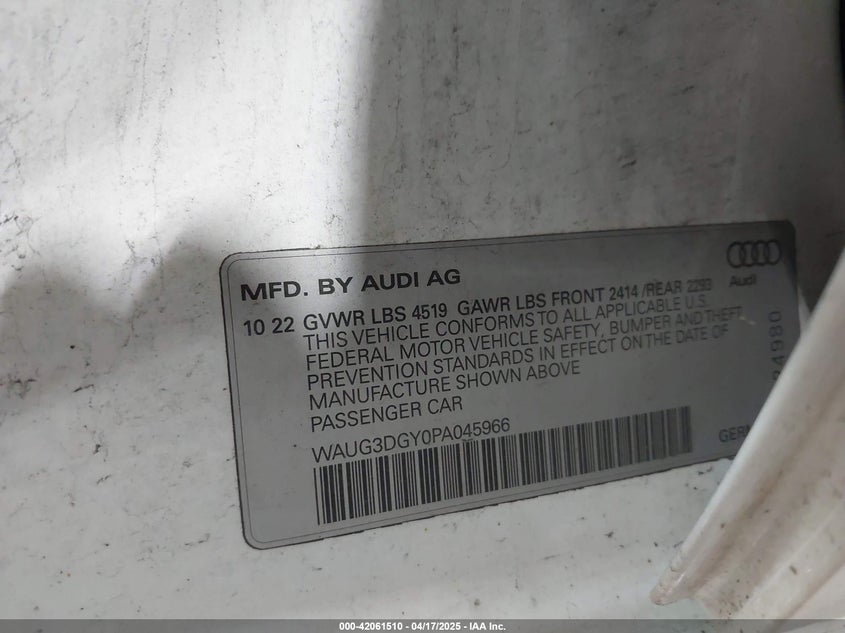 MFD. BY AUDI AG
Audi
10 22 GVWR LBS 4519 GAWR LBS FRONT 2414 /REAR 2293
THIS VEHICLE CONFORMS TO ALL APPLICABLE U.S.
FEDERAL MOTOR VEHICLE SAFETY, BUMPER AND THEFT
PREVENTION STANDARDS IN EFFECT ON THE DATE OF
MANUFACTURE SHOWN ABOVE
PASSENGER CAR
WAUG3DGY0PA045966
000-42061510 - 04/17/2025 - IAA Inc.